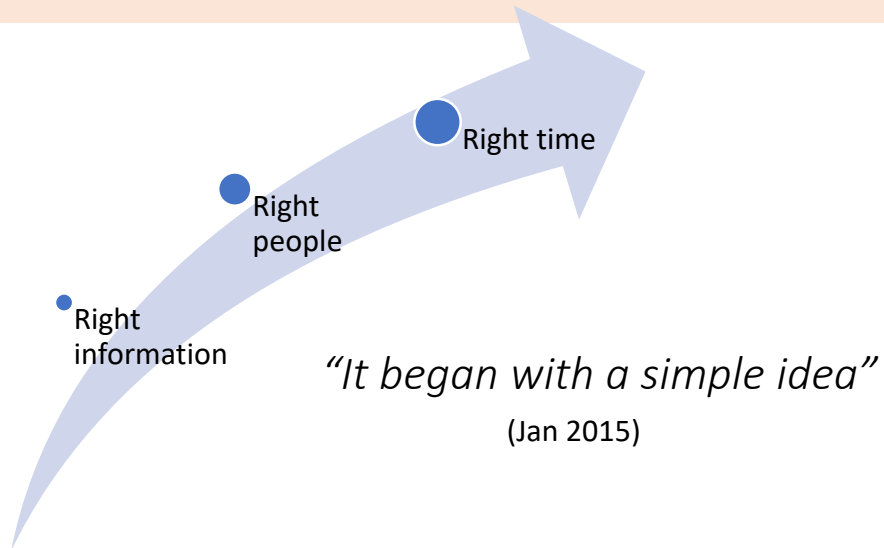 Right time
Right
people
Right
information
“It began with a simple idea”
(Jan 2015)